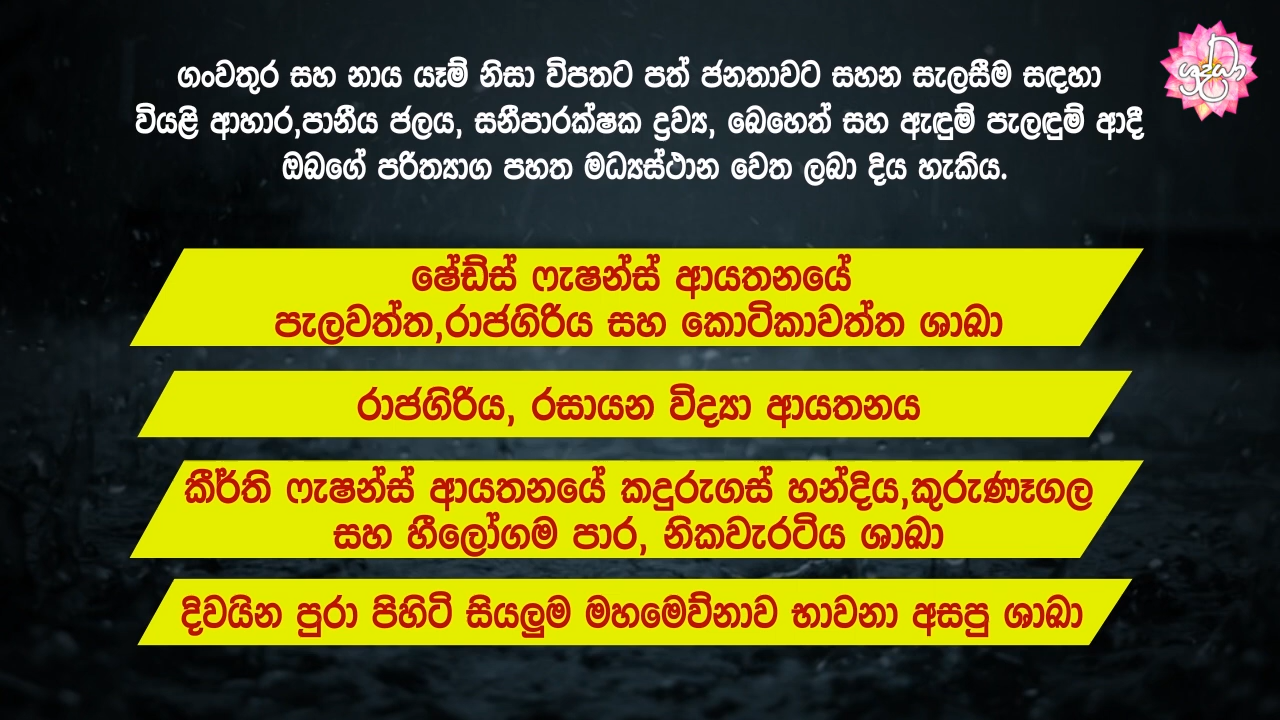 ගංවතුර සහ නාය යෑම් නිසා විපතට පත් ජනතාවට සහන සැලසීම සඳහා
වියළි ආහාර,පානීය ජලය, සනීපාරක්ෂක ද්‍රව්‍ය, බෙහෙත් සහ ඇඳුම් පැලඳුම් ආදී
ඔබගේ පරිත්‍යාග පහත මධ්‍යස්ථාන වෙත ලබා දිය හැකිය.
ශ්‍රද්ධා
ෂේඩ්ස් ෆැෂන්ස් ආයතනයේ
පැලවත්ත,රාජගිරිය සහ කොටිකාවත්ත ශාඛා
රාජගිරිය, රසායන විද්‍යා ආයතනය
කීර්ති ෆැෂන්ස් ආයතනයේ කදුරුගස් හන්දිය,කුරුණෑගල
සහ හීලෝගම පාර, නිකවැරටිය ශාඛා
දිවයින පුරා පිහිටි සියලුම මහමෙව්නාව භාවනා අසපු ශාඛා